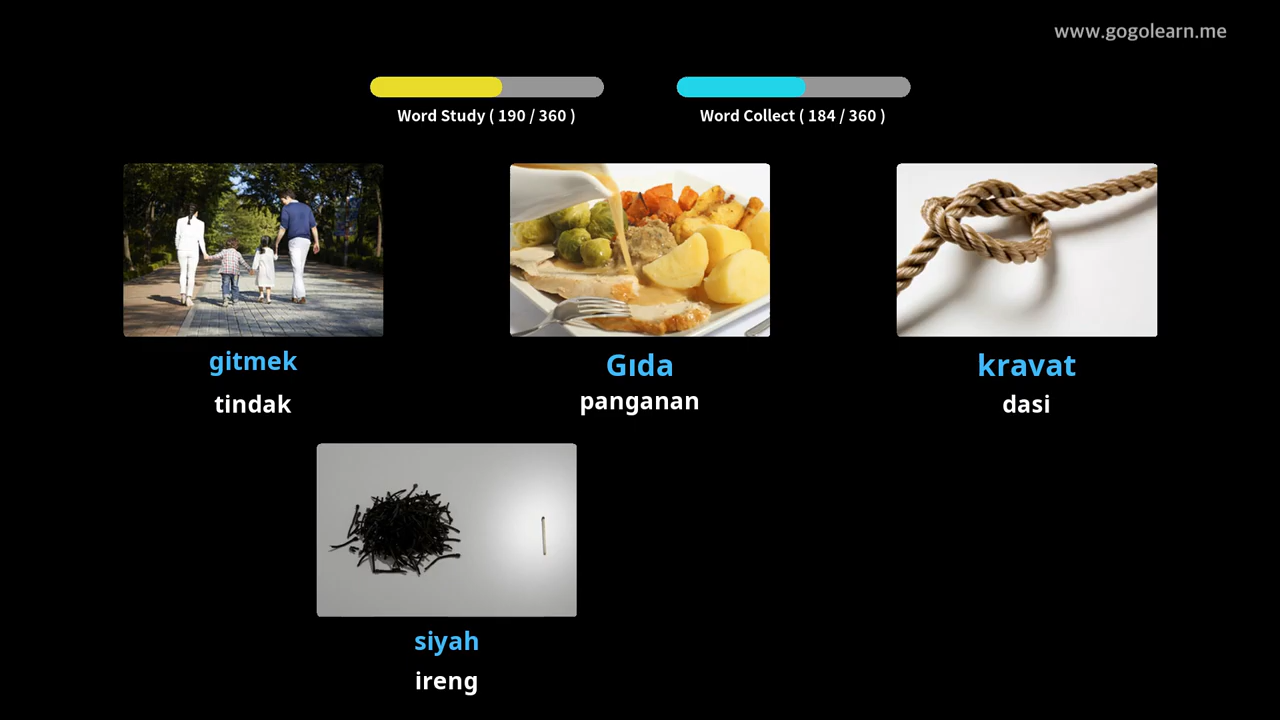 www.gogolearn.me
Word Study ( 190 / 360 )
Word Collect ( 184 / 360 )
gitmek
tindak
Gıda
panganan
kravat
dasi
siyah
ireng